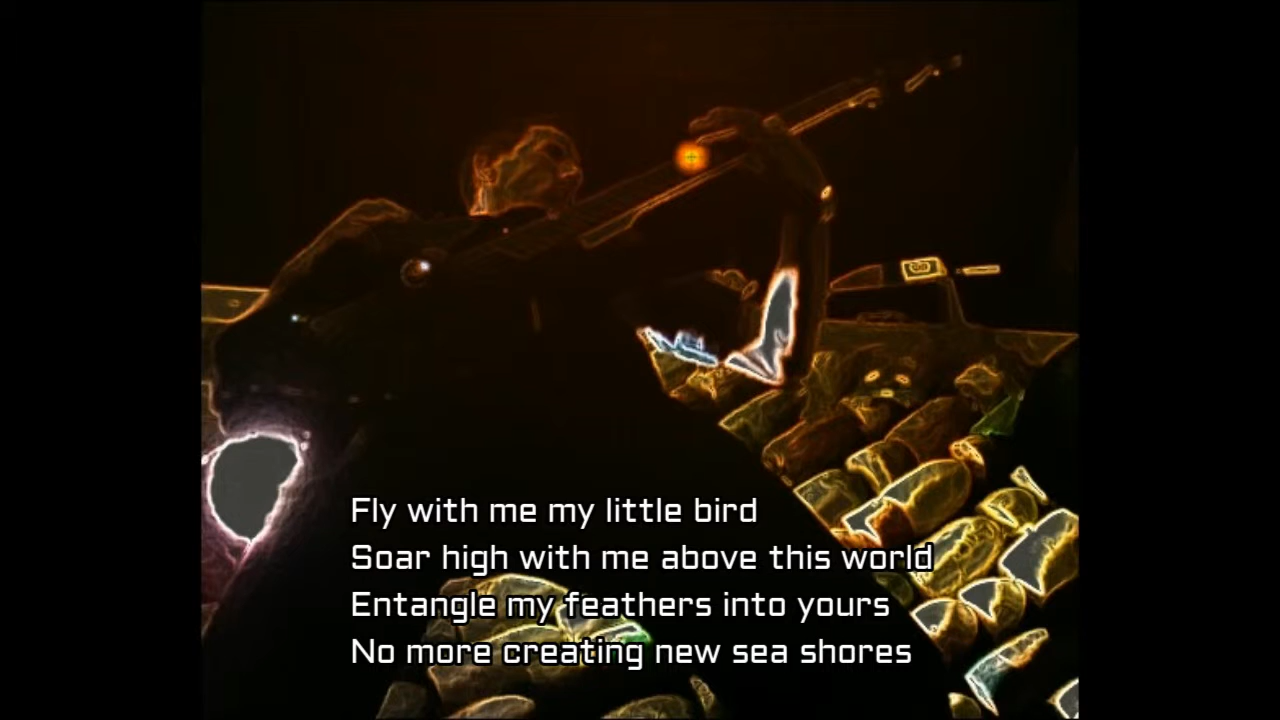 Fly with me my little bird
Soar high with me above this world
Entangle my feathers into yours
No more creating new sea shores